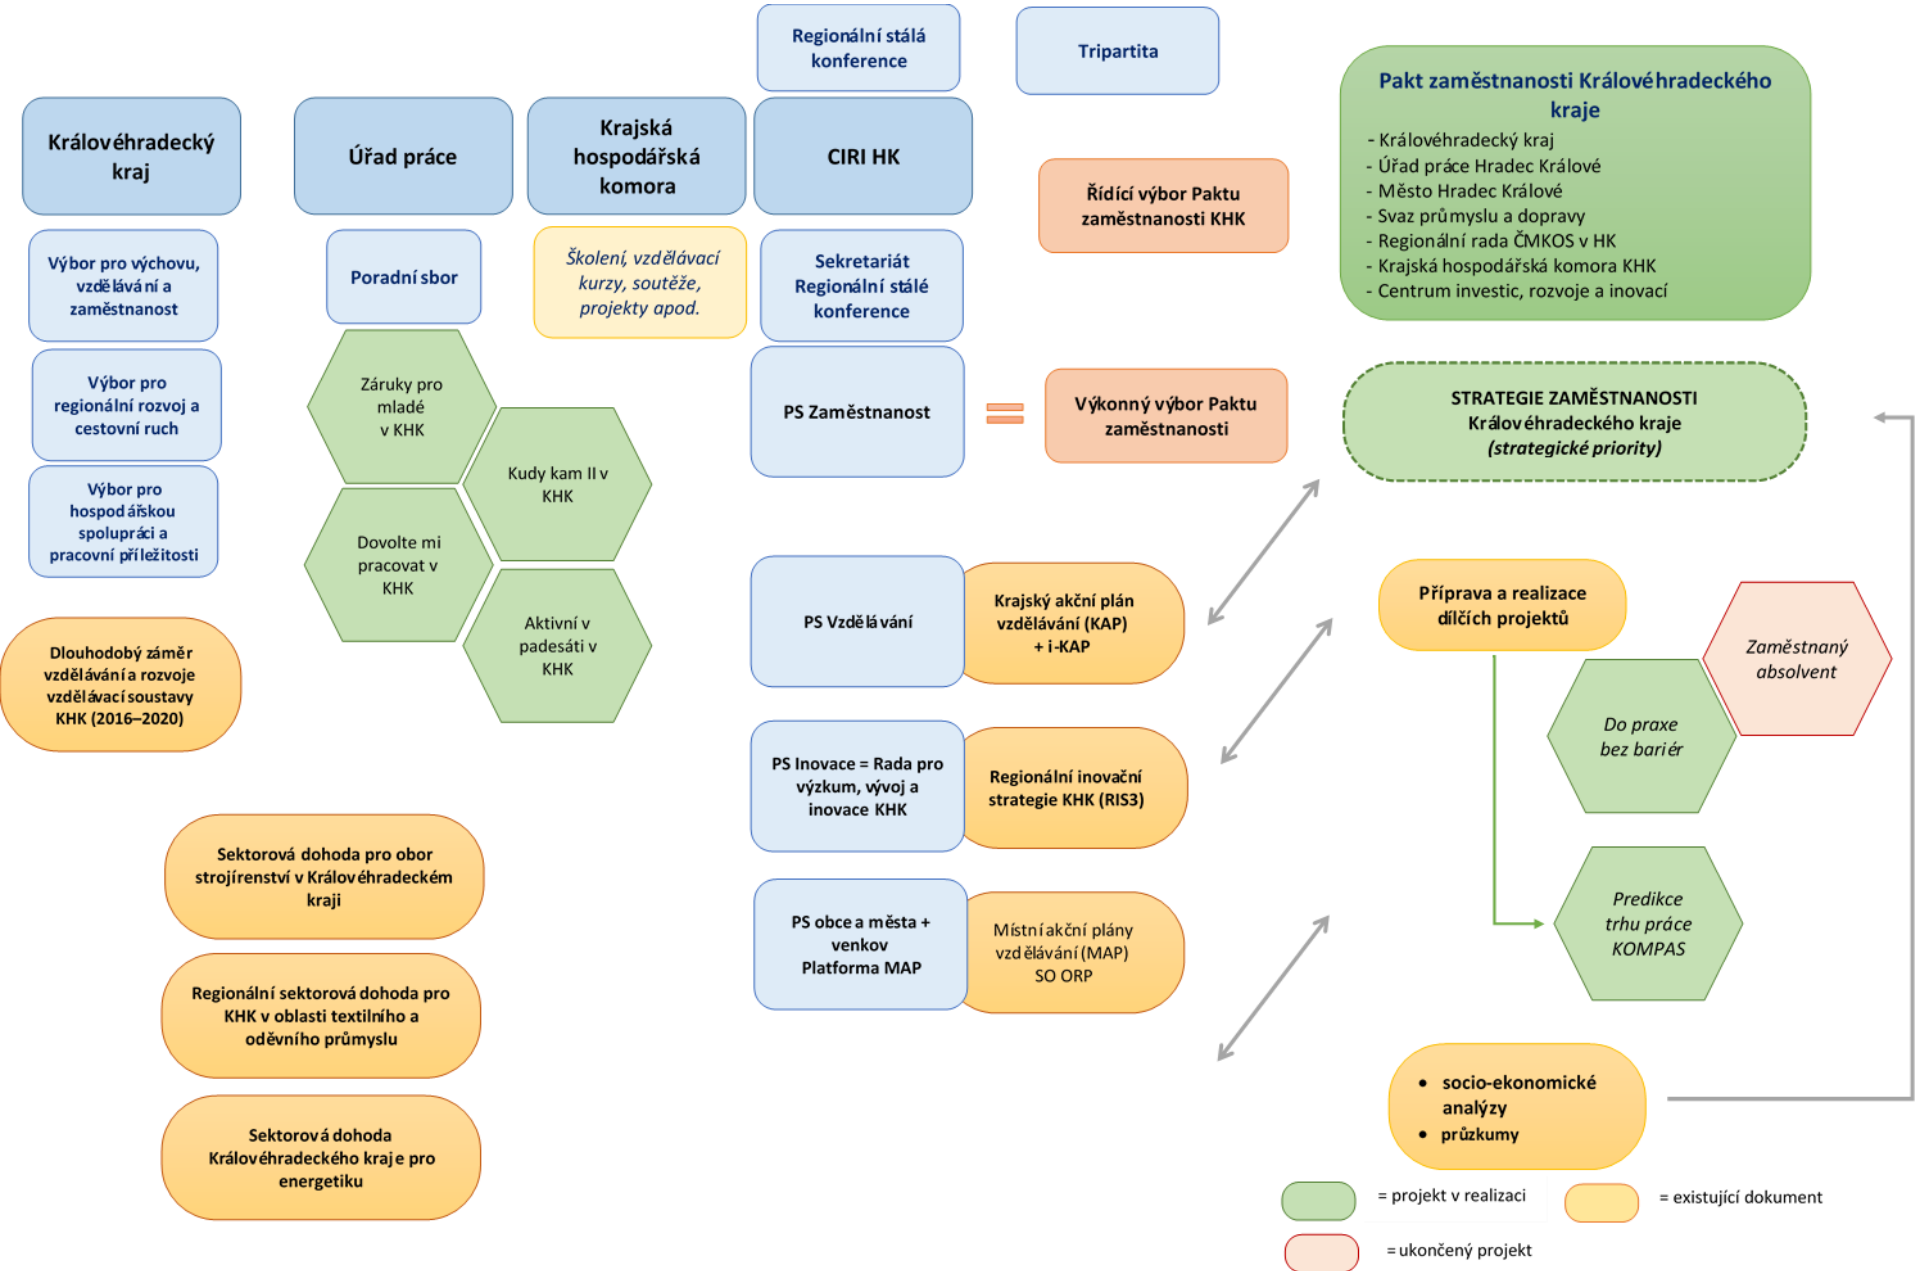 Regionální stálá
konference
Tripartita
Královéhradecký
kraj
Úřad práce
Krajská
hospodářská
komora
CIRI HK
Řídící výbor Paktu
zaměstnanosti KHK
Pakt zaměstnanosti Královéhradeckého
kraje
- Královéhradecký kraj
- Úřad práce Hradec Králové
- Město Hradec Králové
- Svaz průmyslu a dopravy
- Regionální rada ČMKOS v HK
- Krajská hospodářská komora KHK
- Centrum investic, rozvoje a inovací
Výbor pro výchovu,
vzdělávání a
zaměstnanost
Poradní sbor
Školení, vzdělávací
kurzy, soutěže,
projekty apod.
Sekretariát
Regionální stálé
konference
Výbor pro
regionální rozvoj a
cestovní ruch
Výbor pro
hospodářskou
spolupráci a
pracovní příležitosti
Dlouhodobý záměr
vzdělávání a rozvoje
vzdělávací soustavy
KHK (2016–2020)
Záruky pro
mladé
v KHK
Kudy kam II v
KHK
Dovolte mi
pracovat v
KHK
Aktivní v
padesáti v
KHK
PS Zaměstnanost
=
Výkonný výbor Paktu
zaměstnanosti
STRATEGIE ZAMĚSTNANOSTI
Královéhradeckého kraje
(strategické priority)
PS Vzdělávání
Krajský akční plán
vzdělávání (KAP)
+ i-KAP
Příprava a realizace
dílčích projektů
Zaměstnaný
absolvent
Do praxe
bez bariér
PS Inovace = Rada pro
výzkum, vývoj a
inovace KHK
Regionální inovační
strategie KHK (RIS3)
Predikce
trhu práce
KOMPAS
PS obce a města +
venkov
Platforma MAP
Místní akční plány
vzdělávání (MAP)
SO ORP
Sektorová dohoda pro obor
strojírenství v Královéhradeckém
kraji
Regionální sektorová dohoda pro
KHK v oblasti textilního a
oděvního průmyslu
Sektorová dohoda
Královéhradeckého kraje pro
energetiku
• socio-ekonomické
analýzy
• průzkumy
= projekt v realizaci
= existující dokument
= ukončený projekt